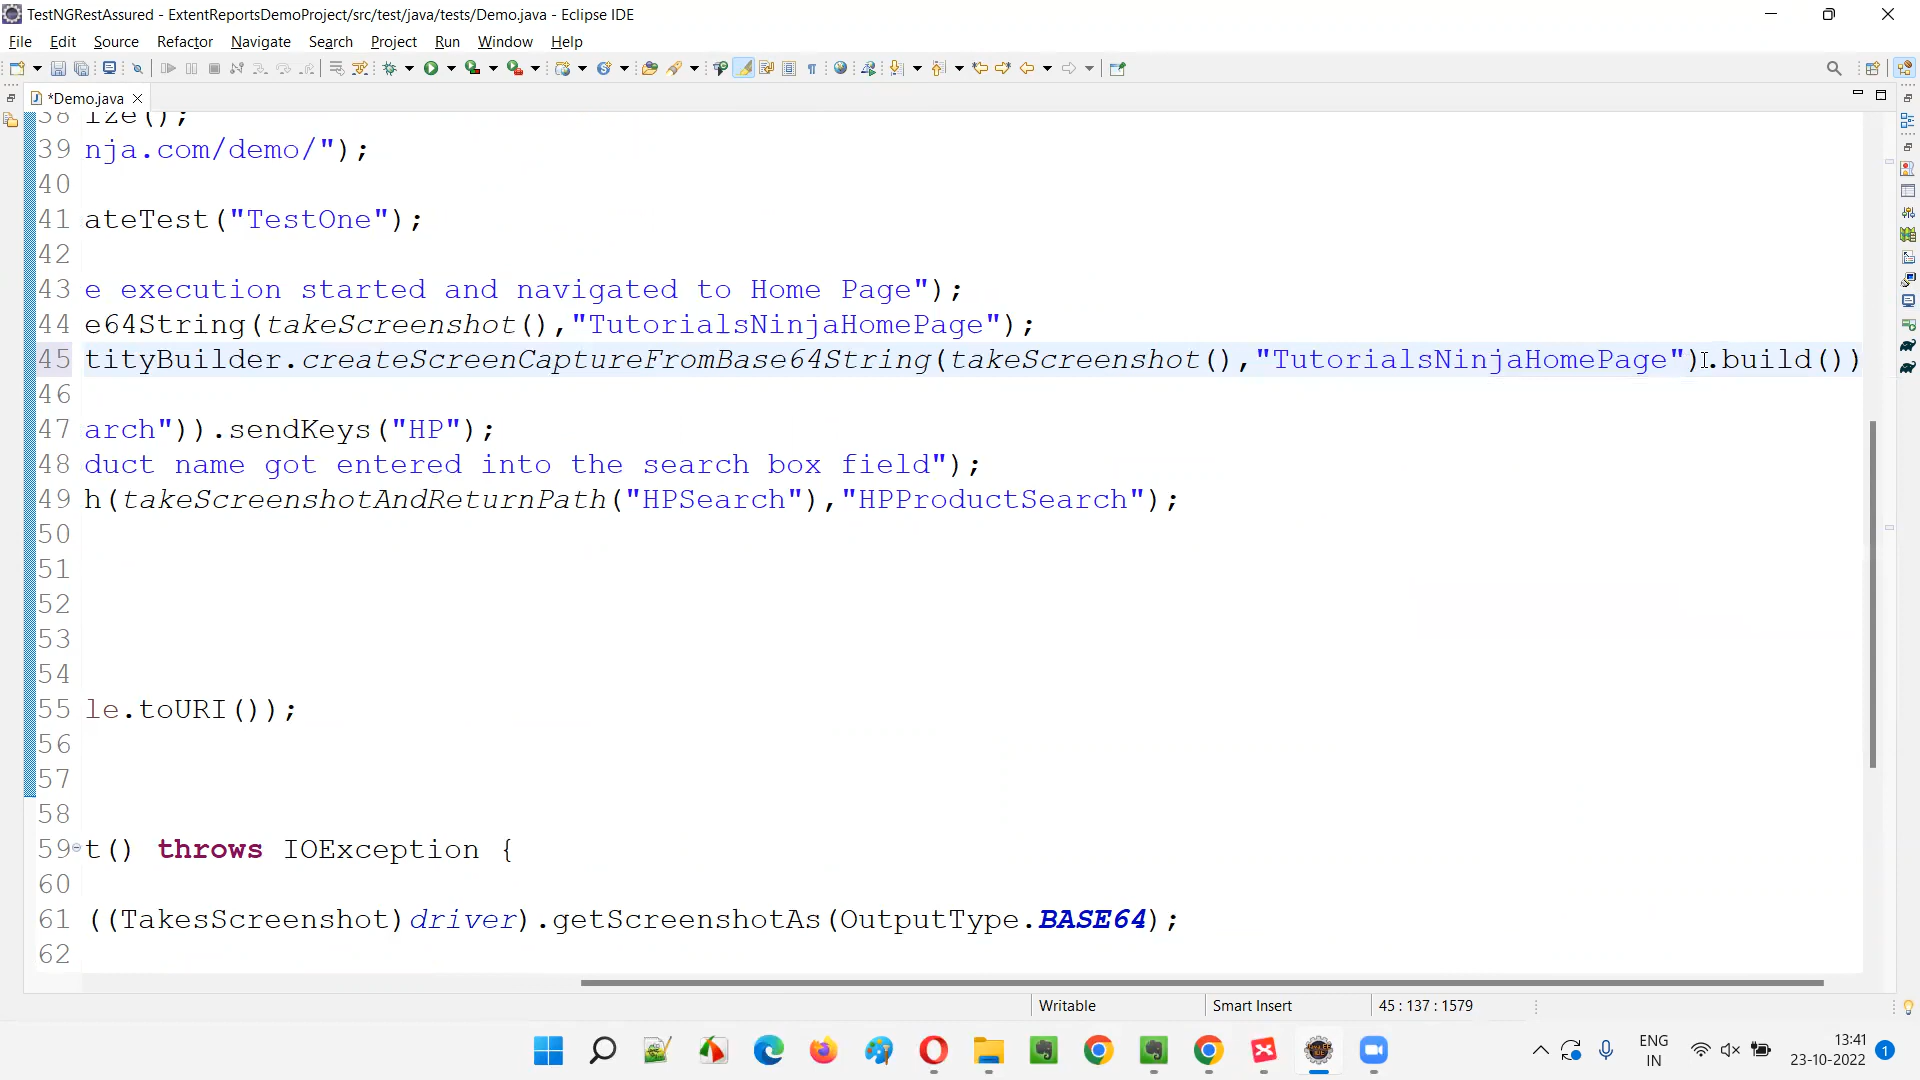 TestNGRestAssured - ExtentReportsDemoProject/src/test/java/tests/Demo.java - Eclipse IDE
File Edit Source Refactor Navigate Search Project Run Window Help
*Demo.java
38 ize();
39 nja.com/demo/");
40
41 ateTest("TestOne");
42
43 e execution started and navigated to Home Page");
44 e64String(takeScreenshot(),"TutorialsNinjaHomePage");
45 tityBuilder.createScreenCaptureFromBase64String(takeScreenshot(),"TutorialsNinjaHomePage").build())
46
47 arch")).sendKeys("HP");
48 duct name got entered into the search box field");
49 h(takeScreenshotAndReturnPath("HPSearch"),"HPProductSearch");
50
51
52
53
54
55 le.toURI());
56
57
58
59 t() throws IOException {
60
61 ((TakesScreenshot)driver).getScreenshotAs(OutputType.BASE64);
62
Writable Smart Insert 45 : 137 : 1579
ENG
IN
13:41
23-10-2022
1